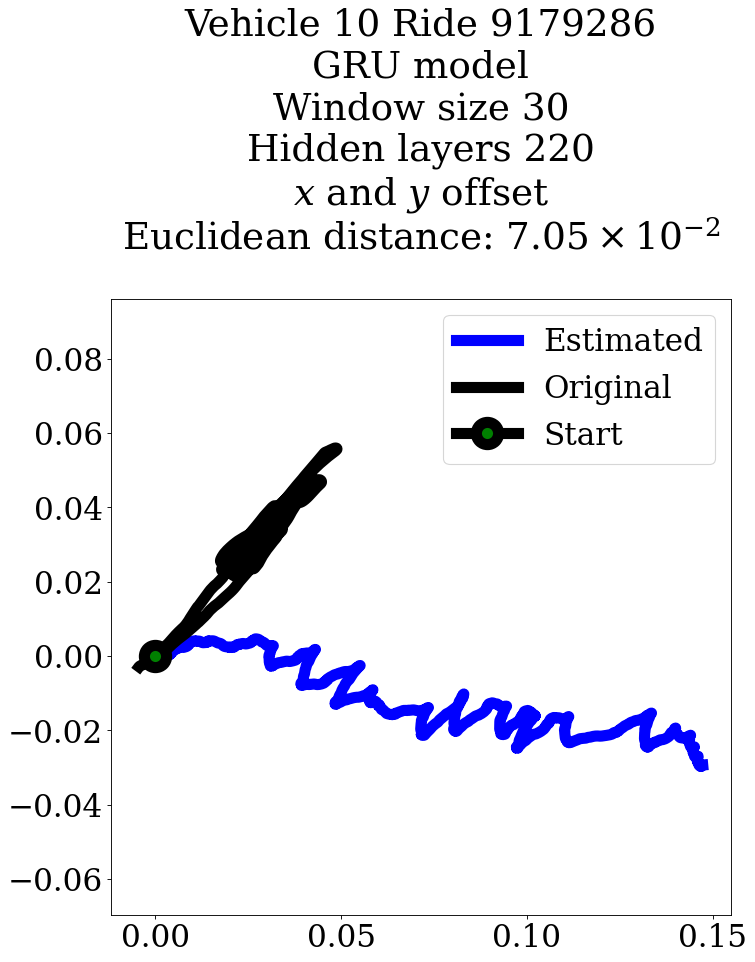 Vehicle 10 Ride 9179286
GRU model
Window size 30
Hidden layers 220
x and y offset
Euclidean distance: 7.05 × 10⁻²
Estimated
Original
Start
0.08
0.06
0.04
0.02
0.00
−0.02
−0.04
−0.06
0.00 0.05 0.10 0.15